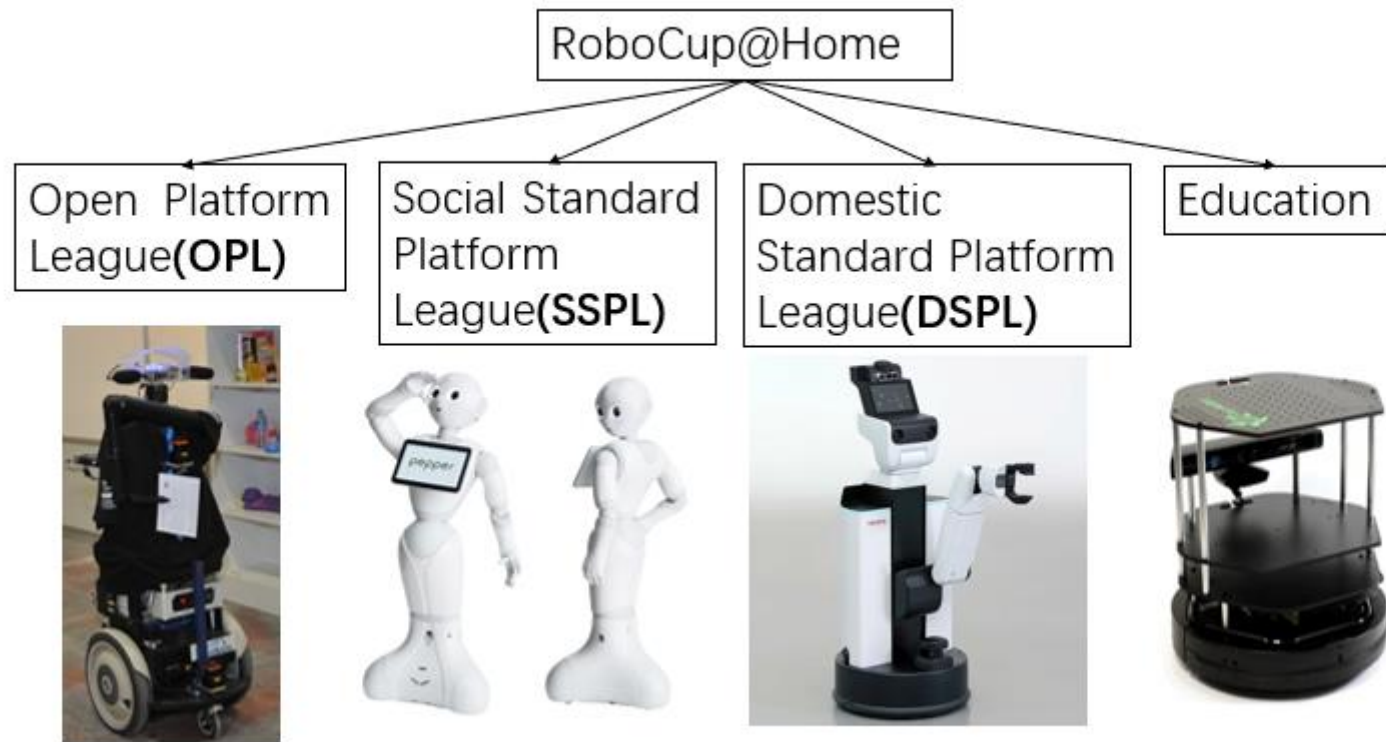 RoboCup@Home
Open Platform
League(OPL)
Social Standard
Platform
League(SSPL)
Domestic
Standard Platform
League(DSPL)
Education
pepper